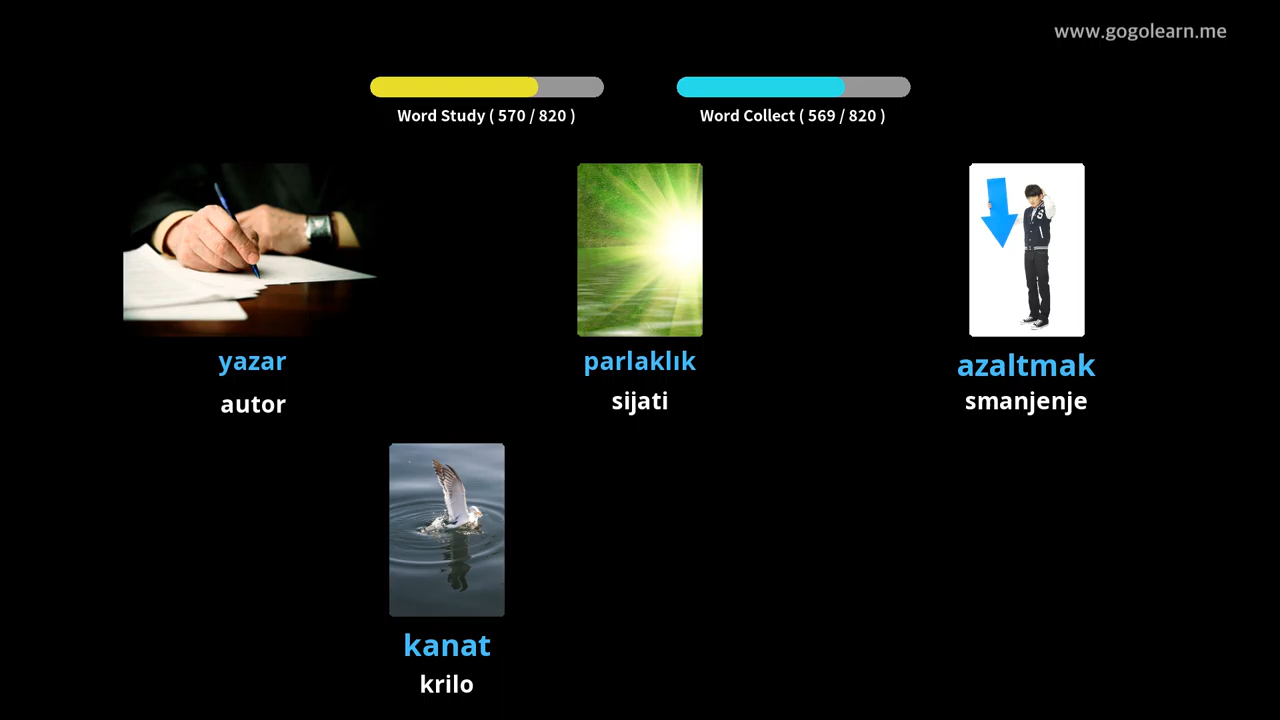 www.gogolearn.me
Word Study ( 570 / 820 )
Word Collect ( 569 / 820 )
yazar
autor
parlaklık
sijati
azaltmak
smanjenje
kanat
krilo